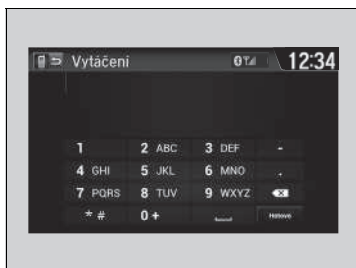 Vytáčení 12:34
1 2 ABC 3 DEF -
4 GHI 5 JKL 6 MNO .
7 PQRS 8 TUV 9 WXYZ
* # 0 + Hotovo